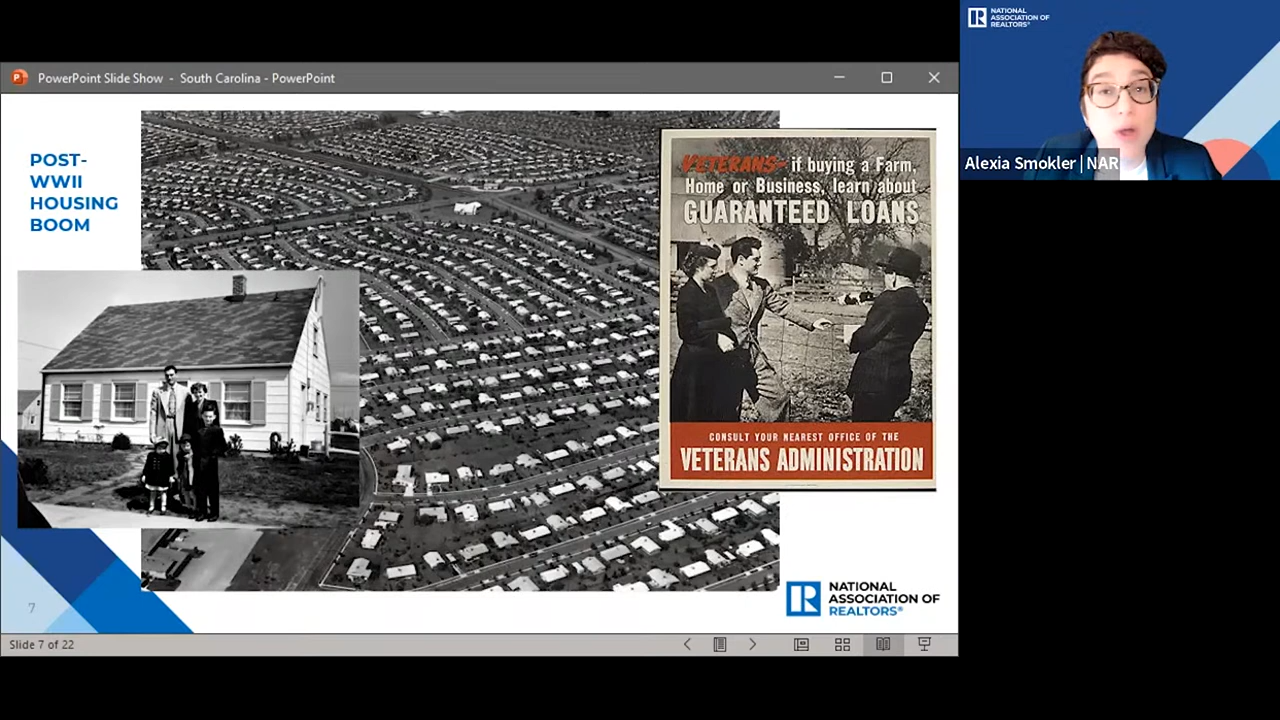 PowerPoint Slide Show - South Carolina - PowerPoint
POST-
WWII
HOUSING
BOOM
VETERANS- if buying a Farm,
Home or Business, learn about
GUARANTEED LOANS
CONSULT YOUR NEAREST OFFICE OF THE
VETERANS ADMINISTRATION
7
NATIONAL
ASSOCIATION OF
REALTORS®
Slide 7 of 22
NATIONAL
ASSOCIATION OF
REALTORS®
Alexia Smokler | NAR